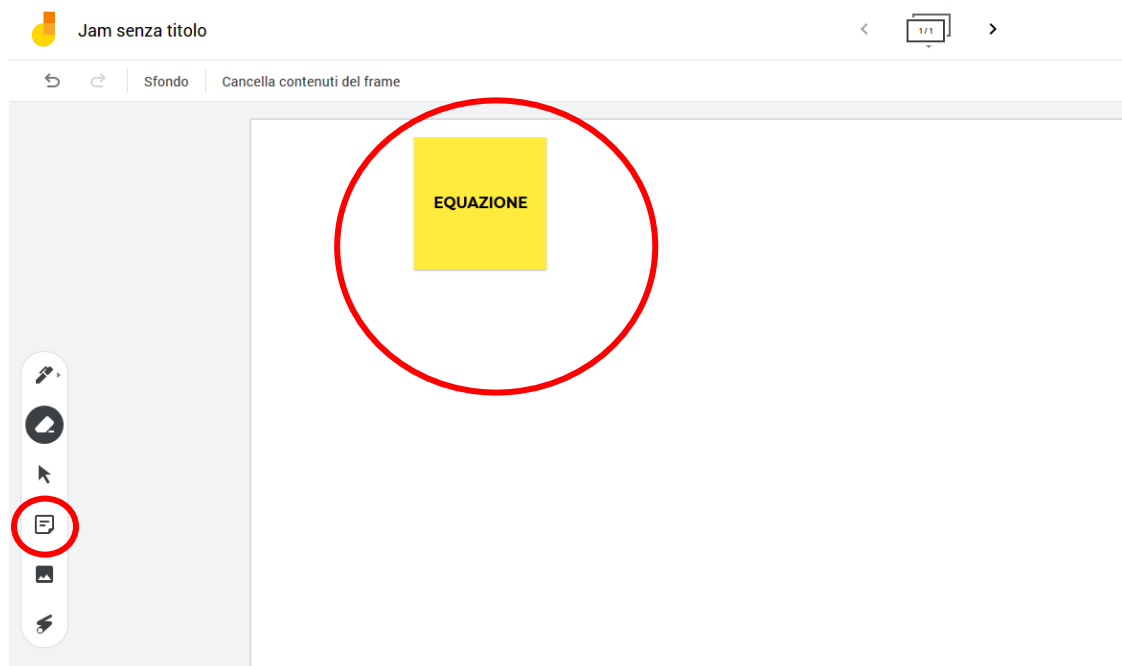 Jam senza titolo
1/1
Sfondo
Cancella contenuti del frame
EQUAZIONE